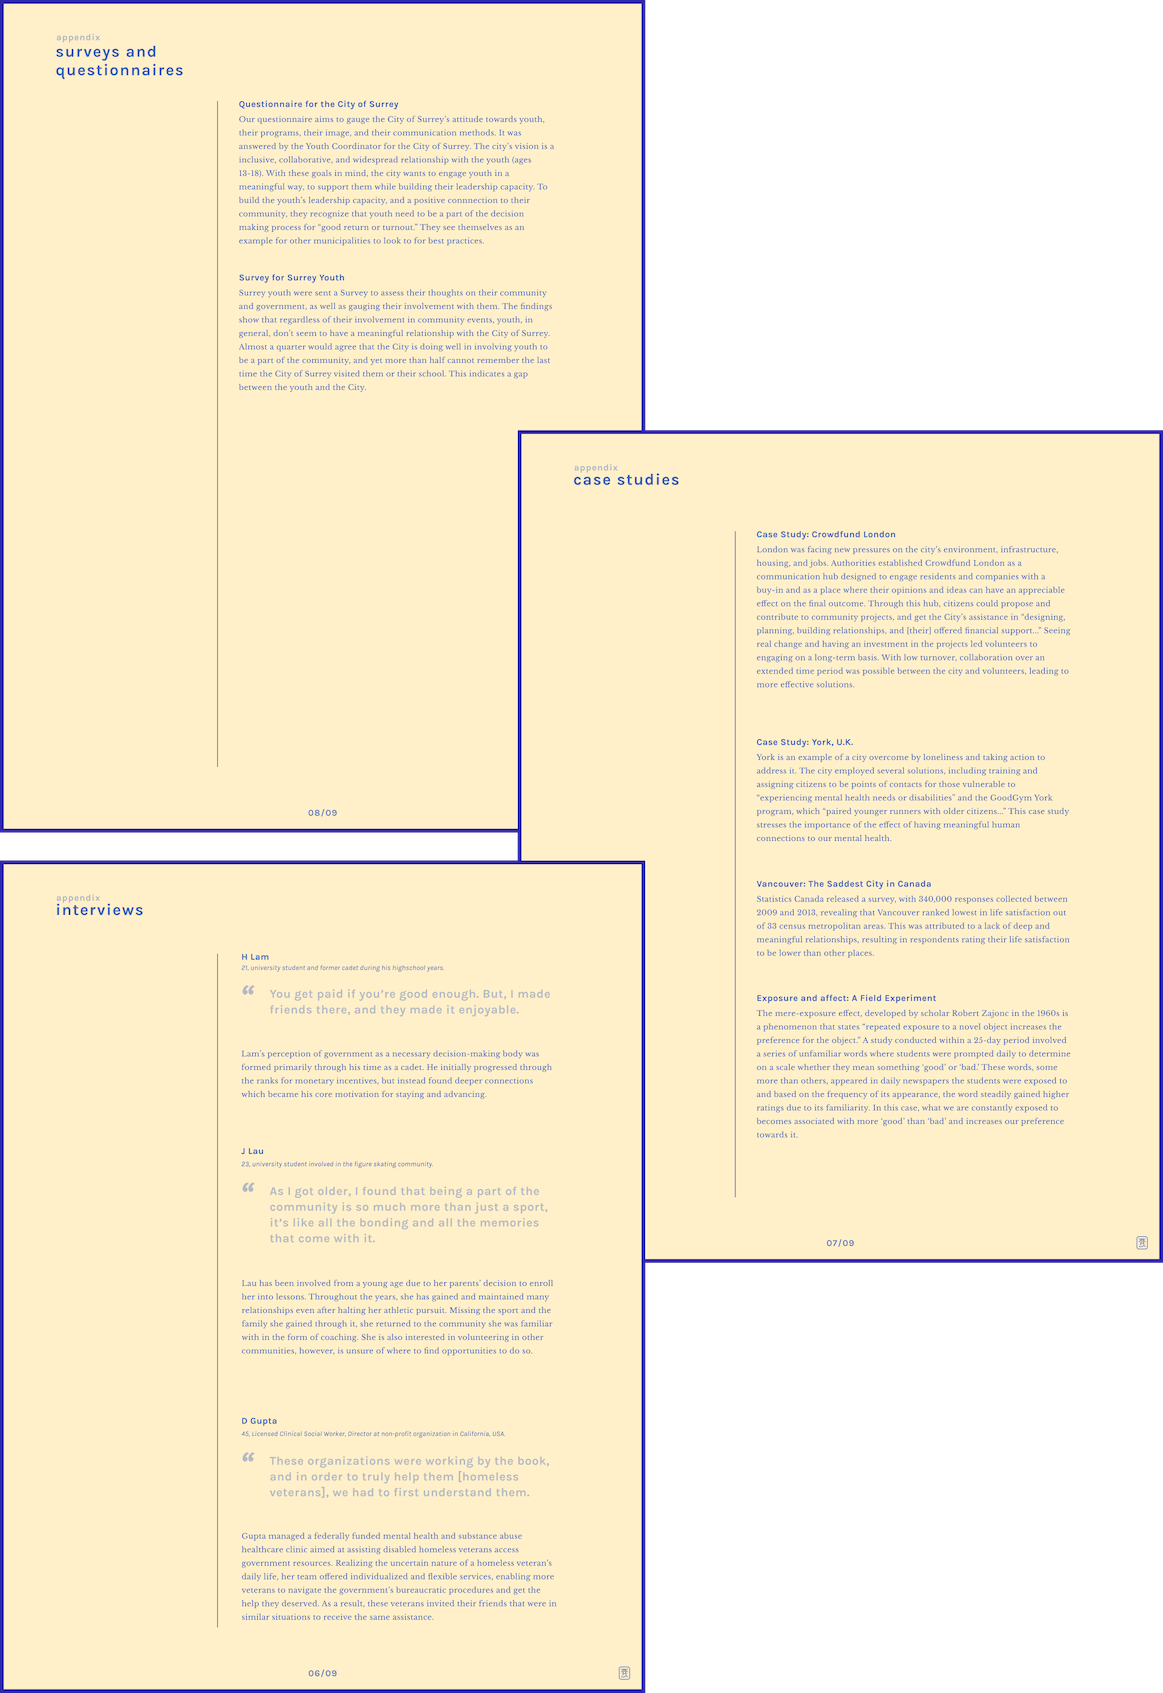 appendix
surveys and
questionnaires
Questionnaire for the City of Surrey
Our questionnaire aims to gauge the City of Surrey's attitude towards youth,
their programs, their image, and their communication methods. It was
answered by the Youth Coordinator for the City of Surrey. The city's vision is a
inclusive, collaborative, and widespread relationship with the youth (ages
13-18). With these goals in mind, the city wants to engage youth in a
meaningful way, to support them while building their leadership capacity. To
build the youth's leadership capacity, and a positive connnection to their
community, they recognize that youth need to be a part of the decision
making process for “good return or turnout.” They see themselves as an
example for other municipalities to look to for best practices.
Survey for Surrey Youth
Surrey youth were sent a Survey to assess their thoughts on their community
and government, as well as gauging their involvement with them. The findings
show that regardless of their involvement in community events, youth, in
general, don't seem to have a meaningful relationship with the City of Surrey.
Almost a quarter would agree that the City is doing well in involving youth to
be a part of the community, and yet more than half cannot remember the last
time the City of Surrey visited them or their school. This indicates a gap
between the youth and the City.
08/09
appendix
case studies
Case Study: Crowdfund London
London was facing new pressures on the city's environment, infrastructure,
housing, and jobs. Authorities established Crowdfund London as a
communication hub designed to engage residents and companies with a
buy-in and as a place where their opinions and ideas can have an appreciable
effect on the final outcome. Through this hub, citizens could propose and
contribute to community projects, and get the City's assistance in “designing,
planning, building relationships, and [their] offered financial support...” Seeing
real change and having an investment in the projects led volunteers to
engaging on a long-term basis. With low turnover, collaboration over an
extended time period was possible between the city and volunteers, leading to
more effective solutions.
Case Study: York, U.K.
York is an example of a city overcome by loneliness and taking action to
address it. The city employed several solutions, including training and
assigning citizens to be points of contacts for those vulnerable to
“experiencing mental health needs or disabilities” and the GoodGym York
program, which “paired younger runners with older citizens...” This case study
stresses the importance of the effect of having meaningful human
connections to our mental health.
Vancouver: The Saddest City in Canada
Statistics Canada released a survey, with 340,000 responses collected between
2009 and 2013, revealing that Vancouver ranked lowest in life satisfaction out
of 33 census metropolitan areas. This was attributed to a lack of deep and
meaningful relationships, resulting in respondents rating their life satisfaction
to be lower than other places.
Exposure and affect: A Field Experiment
The mere-exposure effect, developed by scholar Robert Zajonc in the 1960s is
a phenomenon that states “repeated exposure to a novel object increases the
preference for the object.” A study conducted within a 25-day period involved
a series of unfamiliar words where students were prompted daily to determine
on a scale whether they mean something ‘good’ or ‘bad.’ These words, some
more than others, appeared in daily newspapers the students were exposed to
and based on the frequency of its appearance, the word steadily gained higher
ratings due to its familiarity. In this case, what we are constantly exposed to
becomes associated with more ‘good’ than ‘bad’ and increases our preference
towards it.
07/09
appendix
interviews
H Lam
21, university student and former cadet during his highschool years.
“ You get paid if you’re good enough. But, I made
friends there, and they made it enjoyable.
Lam's perception of government as a necessary decision-making body was
formed primarily through his time as a cadet. He initially progressed through
the ranks for monetary incentives, but instead found deeper connections
which became his core motivation for staying and advancing.
J Lau
23, university student involved in the figure skating community.
“ As I got older, I found that being a part of the
community is so much more than just a sport,
it’s like all the bonding and all the memories
that come with it.
Lau has been involved from a young age due to her parents' decision to enroll
her into lessons. Throughout the years, she has gained and maintained many
relationships even after halting her athletic pursuit. Missing the sport and the
family she gained through it, she returned to the community she was familiar
with in the form of coaching. She is also interested in volunteering in other
communities, however, is unsure of where to find opportunities to do so.
D Gupta
45, Licensed Clinical Social Worker, Director at non-profit organization in California, USA.
“ These organizations were working by the book,
and in order to truly help them [homeless
veterans], we had to first understand them.
Gupta managed a federally funded mental health and substance abuse
healthcare clinic aimed at assisting disabled homeless veterans access
government resources. Realizing the uncertain nature of a homeless veteran's
daily life, her team offered individualized and flexible services, enabling more
veterans to navigate the government's bureaucratic procedures and get the
help they deserved. As a result, these veterans invited their friends that were in
similar situations to receive the same assistance.
06/09